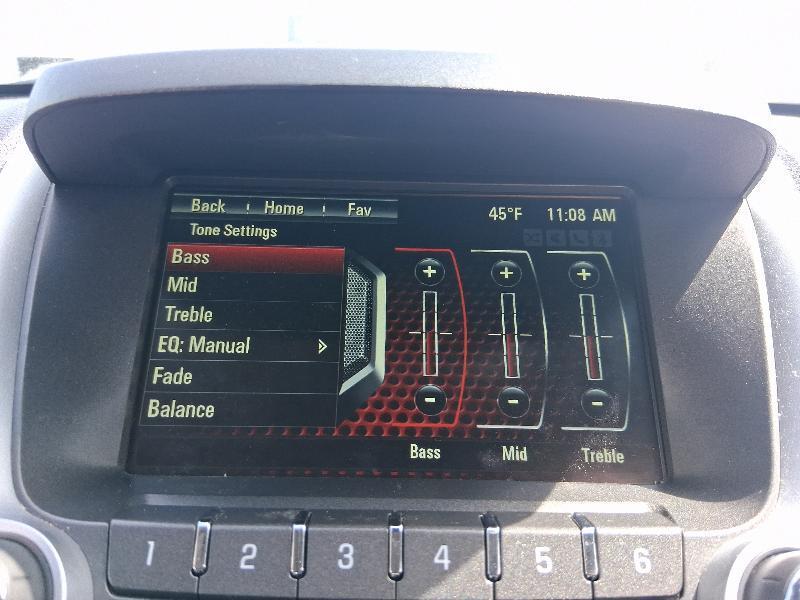 Back Home Fav 45°F 11:08 AM
Tone Settings
Bass
Mid
Treble
EQ: Manual
Fade
Balance
+ + +
- - -
Bass Mid Treble
1 2 3 4 5 6